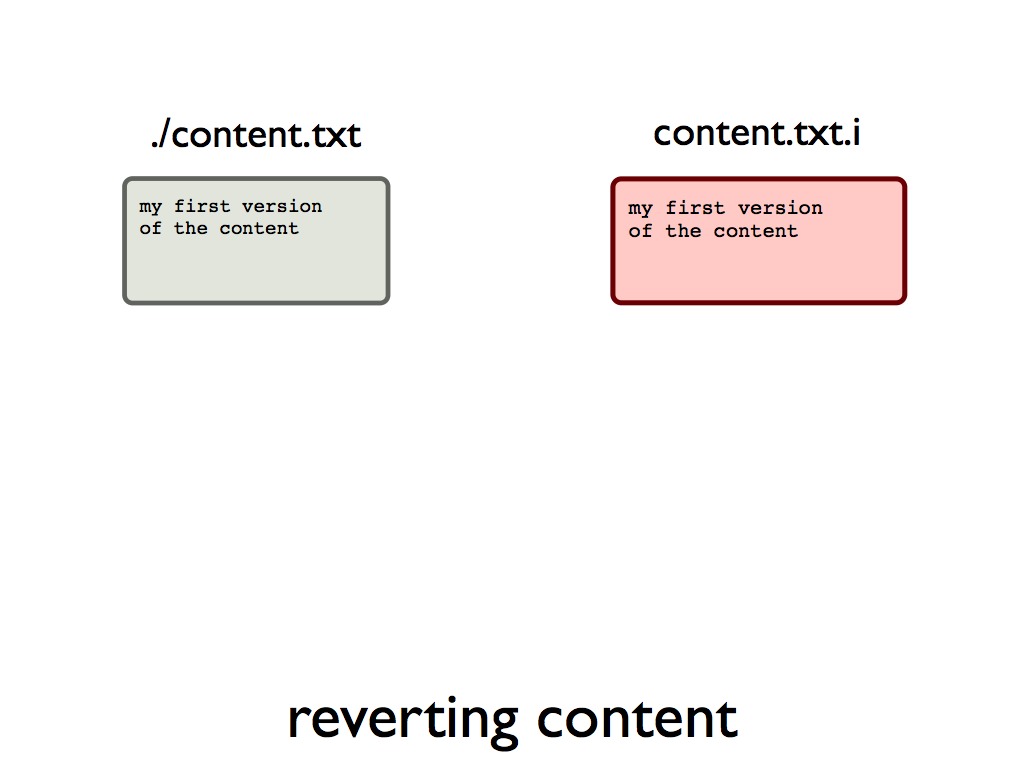 ./content.txt
my first version
of the content
content.txt.i
my first version
of the content
reverting content